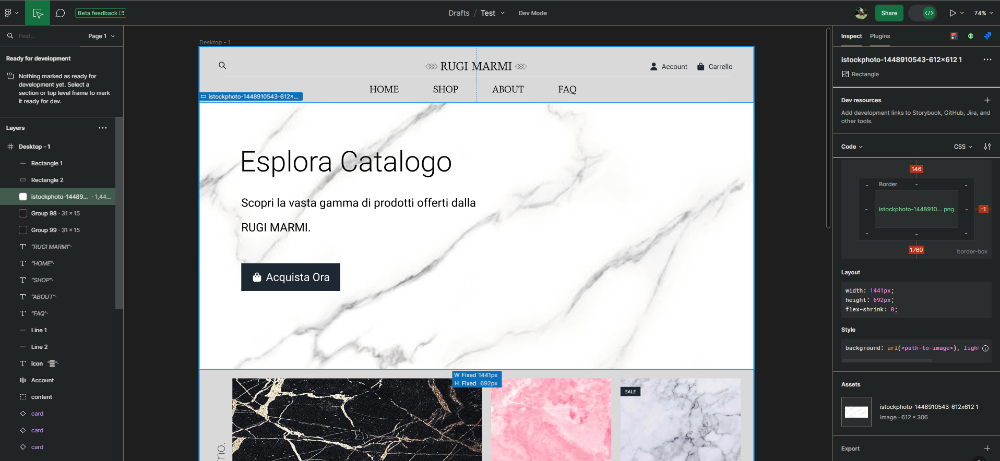 Beta feedback
Drafts / Test
Dev Mode
Share
74%
Find...
Page 1
Ready for development
Nothing marked as ready for
development yet. Select a
section or top level frame to mark
it ready for dev.
Layers
Desktop - 1
Rectangle 1
Rectangle 2
istockphoto-14489... · 1,44...
Group 98 · 31 × 15
Group 99 · 31 × 15
"RUGI MARMI"·
"HOME"·
"SHOP"·
"ABOUT"·
"FAQ"·
Line 1
Line 2
icon
Account
content
card
card
card
Desktop - 1
RUGI MARMI
Account
Carrello
HOME
SHOP
ABOUT
FAQ
istockphoto-1448910543-612×...
Esplora Catalogo
Scopri la vasta gamma di prodotti offerti dalla
RUGI MARMI.
Acquista Ora
W Fixed 1441px
H Fixed 692px
SALE
mo.
Inspect
Plugins
istockphoto-1448910543-612×612 1
Rectangle
Dev resources
Add development links to Storybook, GitHub, Jira, and
other tools.
Code
CSS
146
Border
-
-
-
-
istockphoto-1448910... png
-
-1
-
-
-
1760
border-box
Layout
width: 1441px;
height: 692px;
flex-shrink: 0;
Style
background: url(<path-to-image>), light
Assets
istockphoto-1448910543-612x612 1
Image · 612 × 306
Export